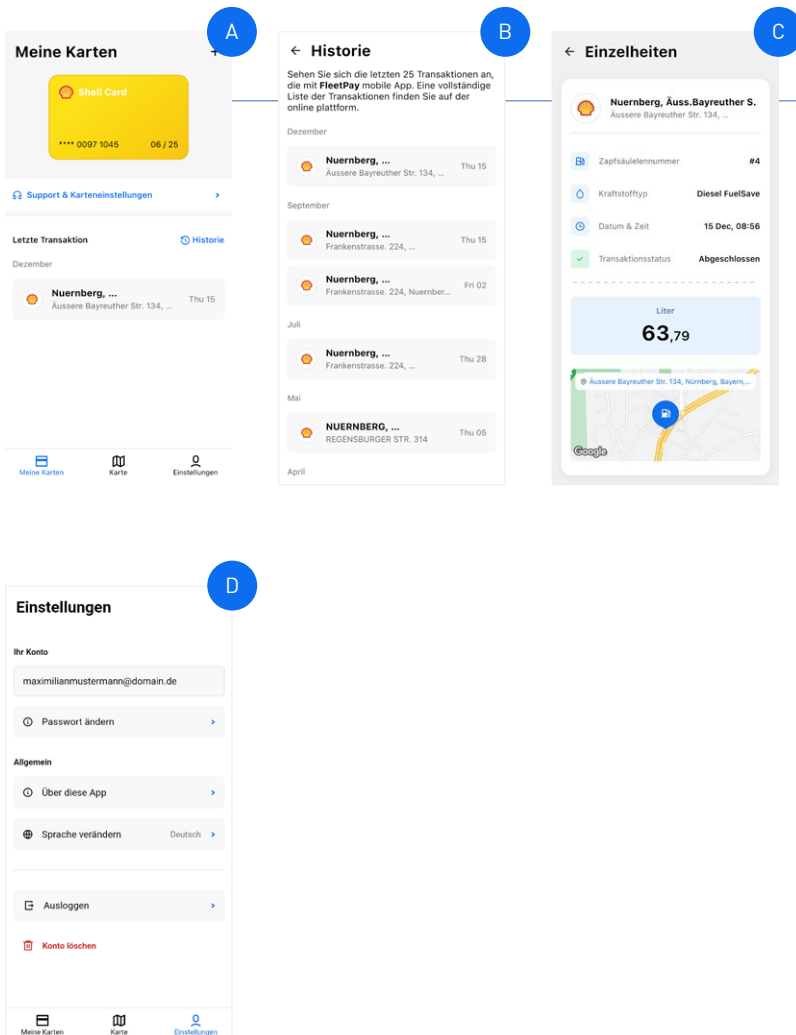 A
Meine Karten
+
Shell Card
**** 0097 1045 06 / 25
Support & Karteneinstellungen
Letzte Transaktion Historie
Dezember
Nuernberg, ...
Äussere Bayreuther Str. 134, ...
Thu 15
Meine Karten Karte Einstellungen
B
Historie
Sehen Sie sich die letzten 25 Transaktionen an,
die mit FleetPay mobile App. Eine vollständige
Liste der Transaktionen finden Sie auf der
online plattform.
Dezember
Nuernberg, ...
Äussere Bayreuther Str. 134, ...
Thu 15
September
Nuernberg, ...
Frankenstrasse. 224, ...
Thu 15
Nuernberg, ...
Frankenstrasse. 224, Nuernber...
Fri 02
Juli
Nuernberg, ...
Frankenstrasse. 224, ...
Thu 28
Mai
NUERNBERG, ...
REGENSBURGER STR. 314
Thu 05
April
C
Einzelheiten
Nuernberg, Äuss.Bayreuther S.
Äussere Bayreuther Str. 134, ...
Zapfsäulelennummer #4
Kraftstofftyp Diesel FuelSave
Datum & Zeit 15 Dec, 08:56
Transaktionsstatus Abgeschlossen
Liter
63,79
Äussere Bayreuther Str. 134, Nürnberg, Bayern,...
Google
D
Einstellungen
Ihr Konto
maximilianmustermann@domain.de
Passwort ändern
Allgemein
Über diese App
Sprache verändern Deutsch
Ausloggen
Konto löschen
Meine Karten Karte Einstellungen